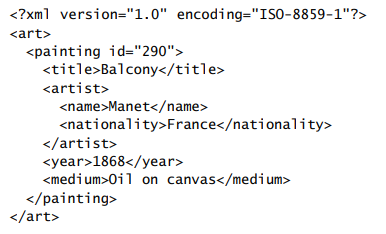 <?xml version="1.0" encoding="ISO-8859-1"?>
<art>
<painting id="290">
<title>Balcony</title>
<artist>
<name>Manet</name>
<nationality>France</nationality>
</artist>
<year>1868</year>
<medium>Oil on canvas</medium>
</painting>
</art>